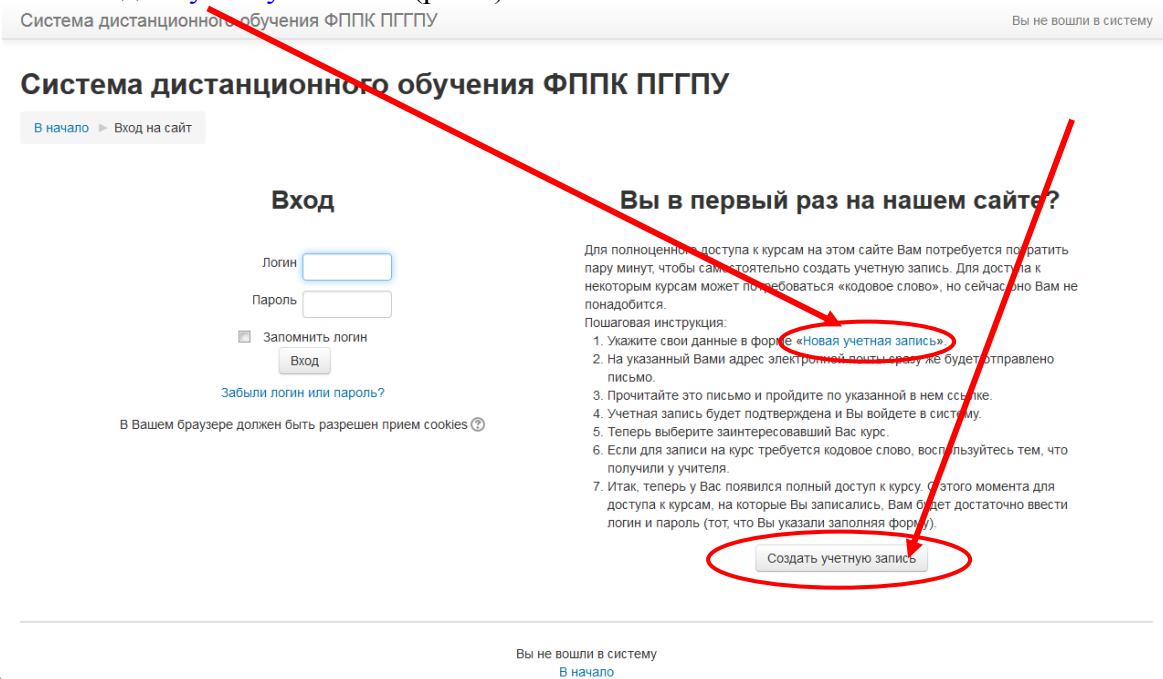 Система дистанционного обучения ФППК ПГГПУ
Вы не вошли в систему
Система дистанционного обучения ФППК ПГГПУ
В начало ► Вход на сайт
Вход
Логин
Пароль
Запомнить логин
Вход
Забыли логин или пароль?
В Вашем браузере должен быть разрешен прием cookies
Вы в первый раз на нашем сайте?
Для полноценного доступа к курсам на этом сайте Вам потребуется потратить
пару минут, чтобы самостоятельно создать учетную запись. Для доступа к
некоторым курсам может потребоваться «кодовое слово», но сейчас оно Вам не
понадобится.
Пошаговая инструкция:
1. Укажите свои данные в форме «Новая учетная запись».
2. На указанный Вами адрес электронной почты сразу же будет отправлено
письмо.
3. Прочитайте это письмо и пройдите по указанной в нем ссылке.
4. Учетная запись будет подтверждена и Вы войдете в систему.
5. Теперь выберите заинтересовавший Вас курс.
6. Если для записи на курс требуется кодовое слово, воспользуйтесь тем, что
получили у учителя.
7. Итак, теперь у Вас появился полный доступ к курсу. С этого момента для
доступа к курсам, на которые Вы записались, Вам будет достаточно ввести
логин и пароль (тот, что Вы указали заполняя форму).
Создать учетную запись
Вы не вошли в систему
В начало